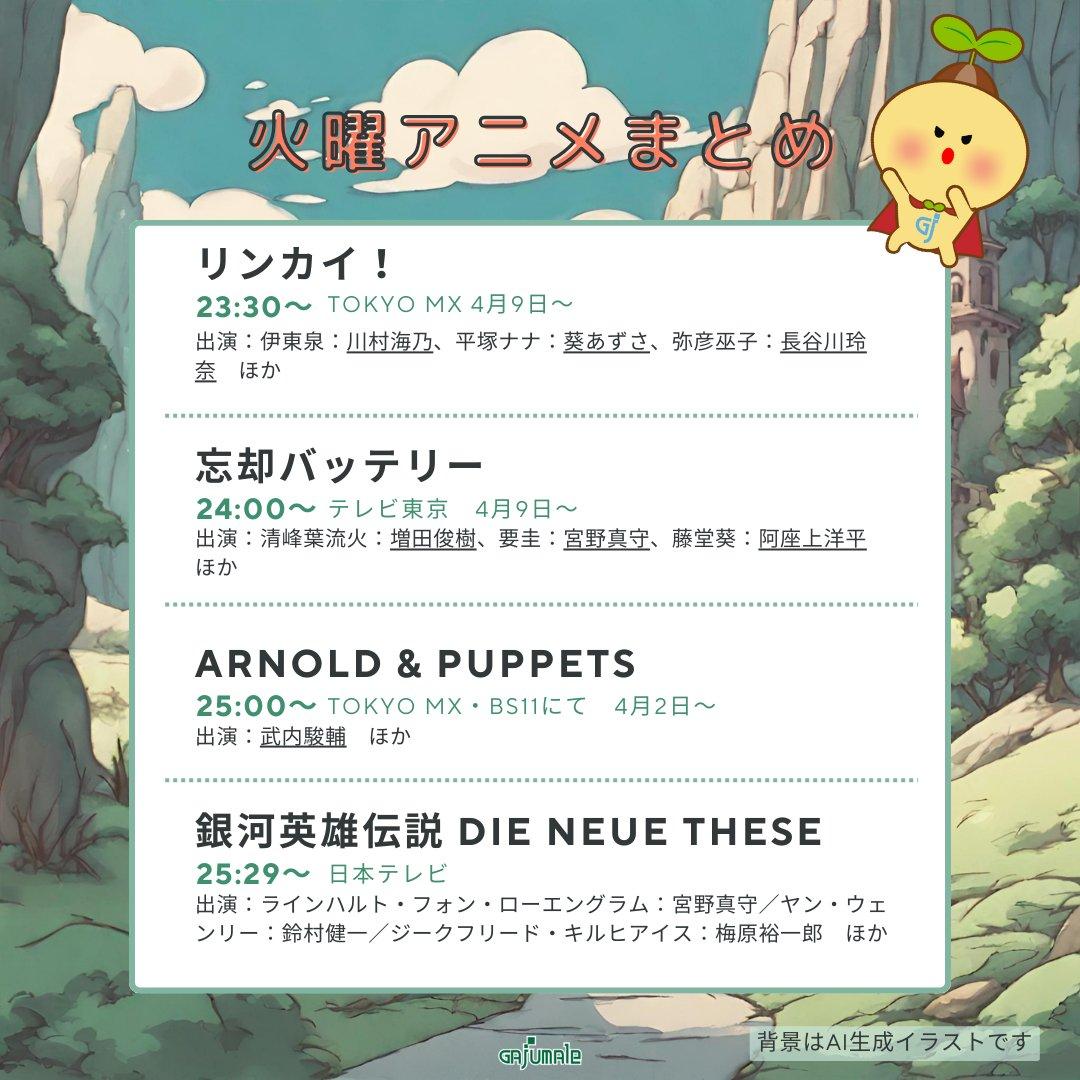 火曜アニメまとめ
Gj
リンカイ！
23:30〜 TOKYO MX 4月9日〜
出演：伊東泉：川村海乃、平塚ナナ：葵あずさ、弥彦巫子：長谷川玲
奈　ほか
忘却バッテリー
24:00〜 テレビ東京　4月9日〜
出演：清峰葉流火：増田俊樹、要圭：宮野真守、藤堂葵：阿座上洋平
ほか
ARNOLD & PUPPETS
25:00〜 TOKYO MX・BS11にて　4月2日〜
出演：武内駿輔　ほか
銀河英雄伝説 DIE NEUE THESE
25:29〜 日本テレビ
出演：ラインハルト・フォン・ローエングラム：宮野真守／ヤン・ウェ
ンリー：鈴村健一／ジークフリード・キルヒアイス：梅原裕一郎　ほか
背景はAI生成イラストです
GAJUMALE